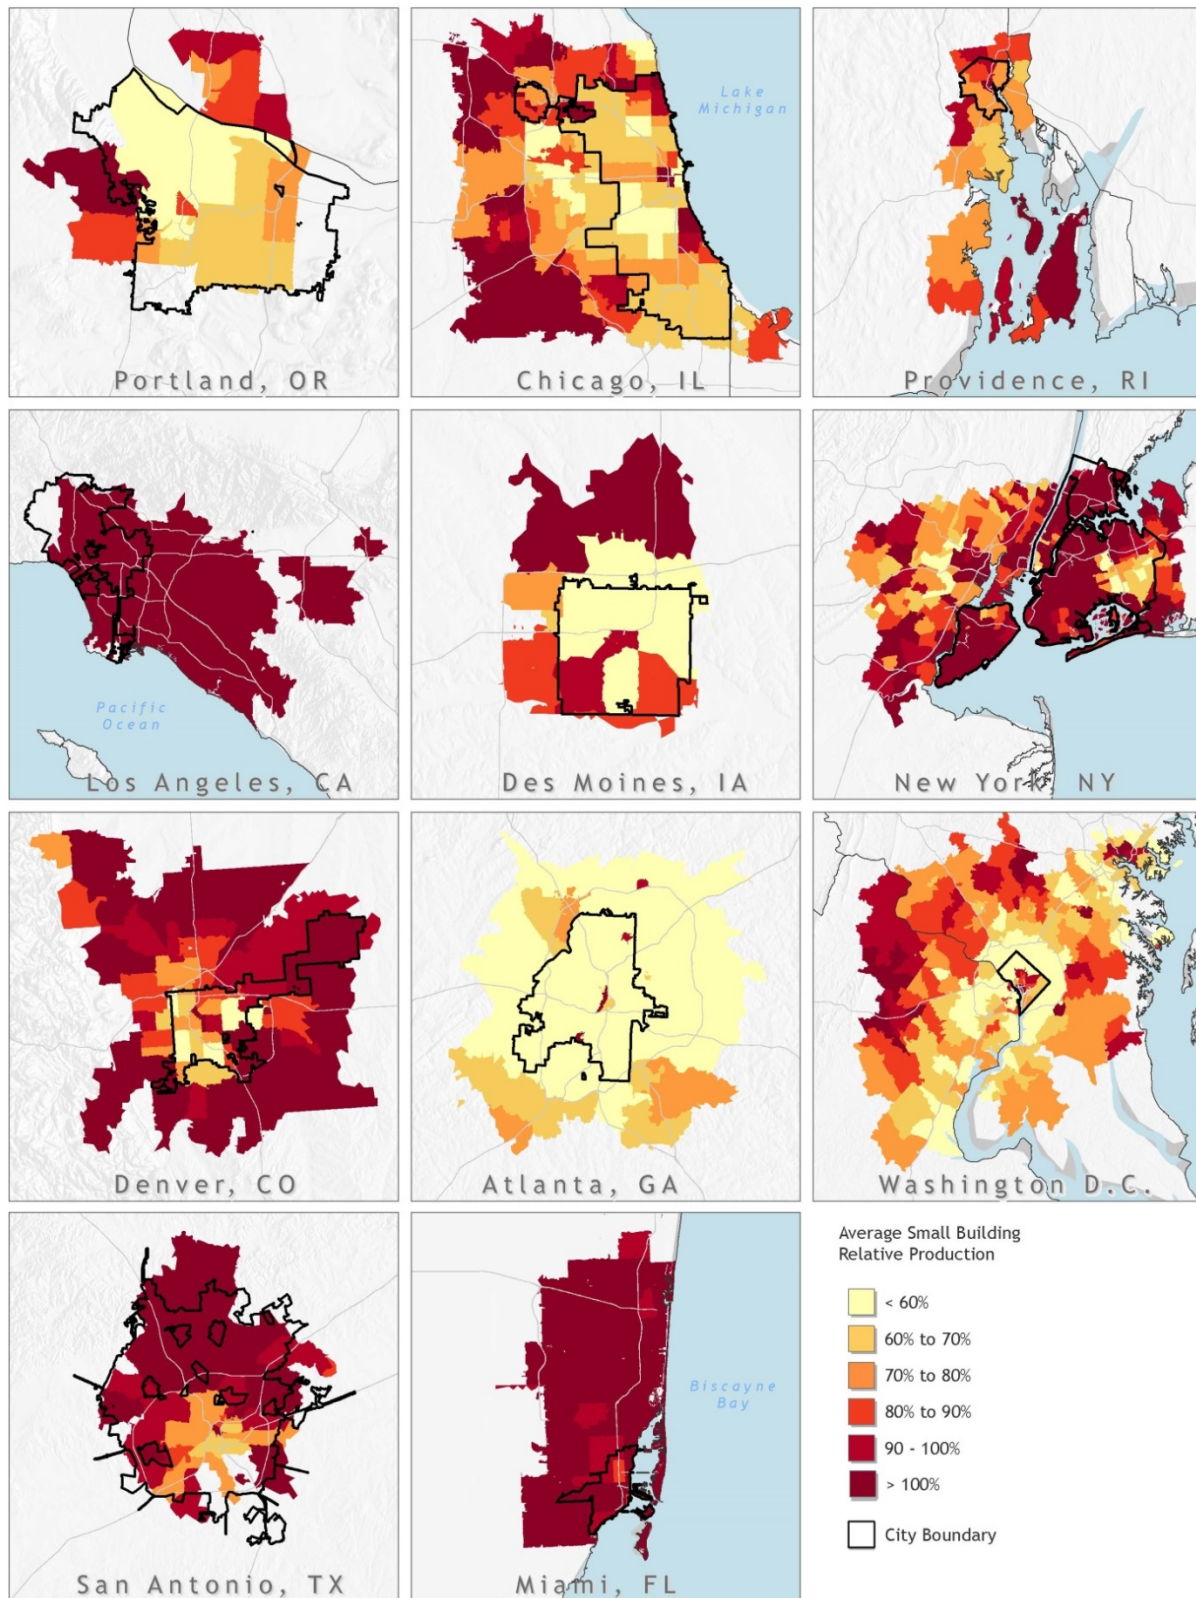 Lake
Michigan
Portland, OR
Chicago, IL
Providence, RI
Pacific
Ocean
Los Angeles, CA
Des Moines, IA
New York, NY
Denver, CO
Atlanta, GA
Washington D.C.
Biscayne
Bay
San Antonio, TX
Miami, FL
Average Small Building
Relative Production
< 60%
60% to 70%
70% to 80%
80% to 90%
90 - 100%
> 100%
City Boundary